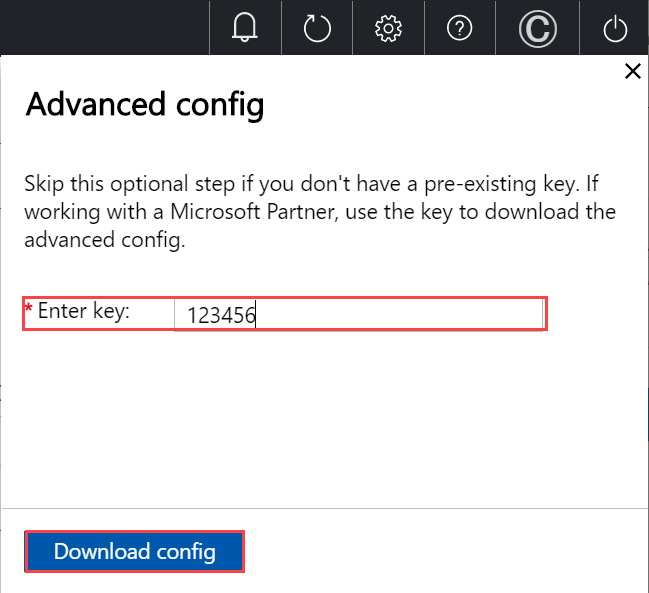 Advanced config
Skip this optional step if you don't have a pre-existing key. If
working with a Microsoft Partner, use the key to download the
advanced config.
* Enter key: 123456
Download config